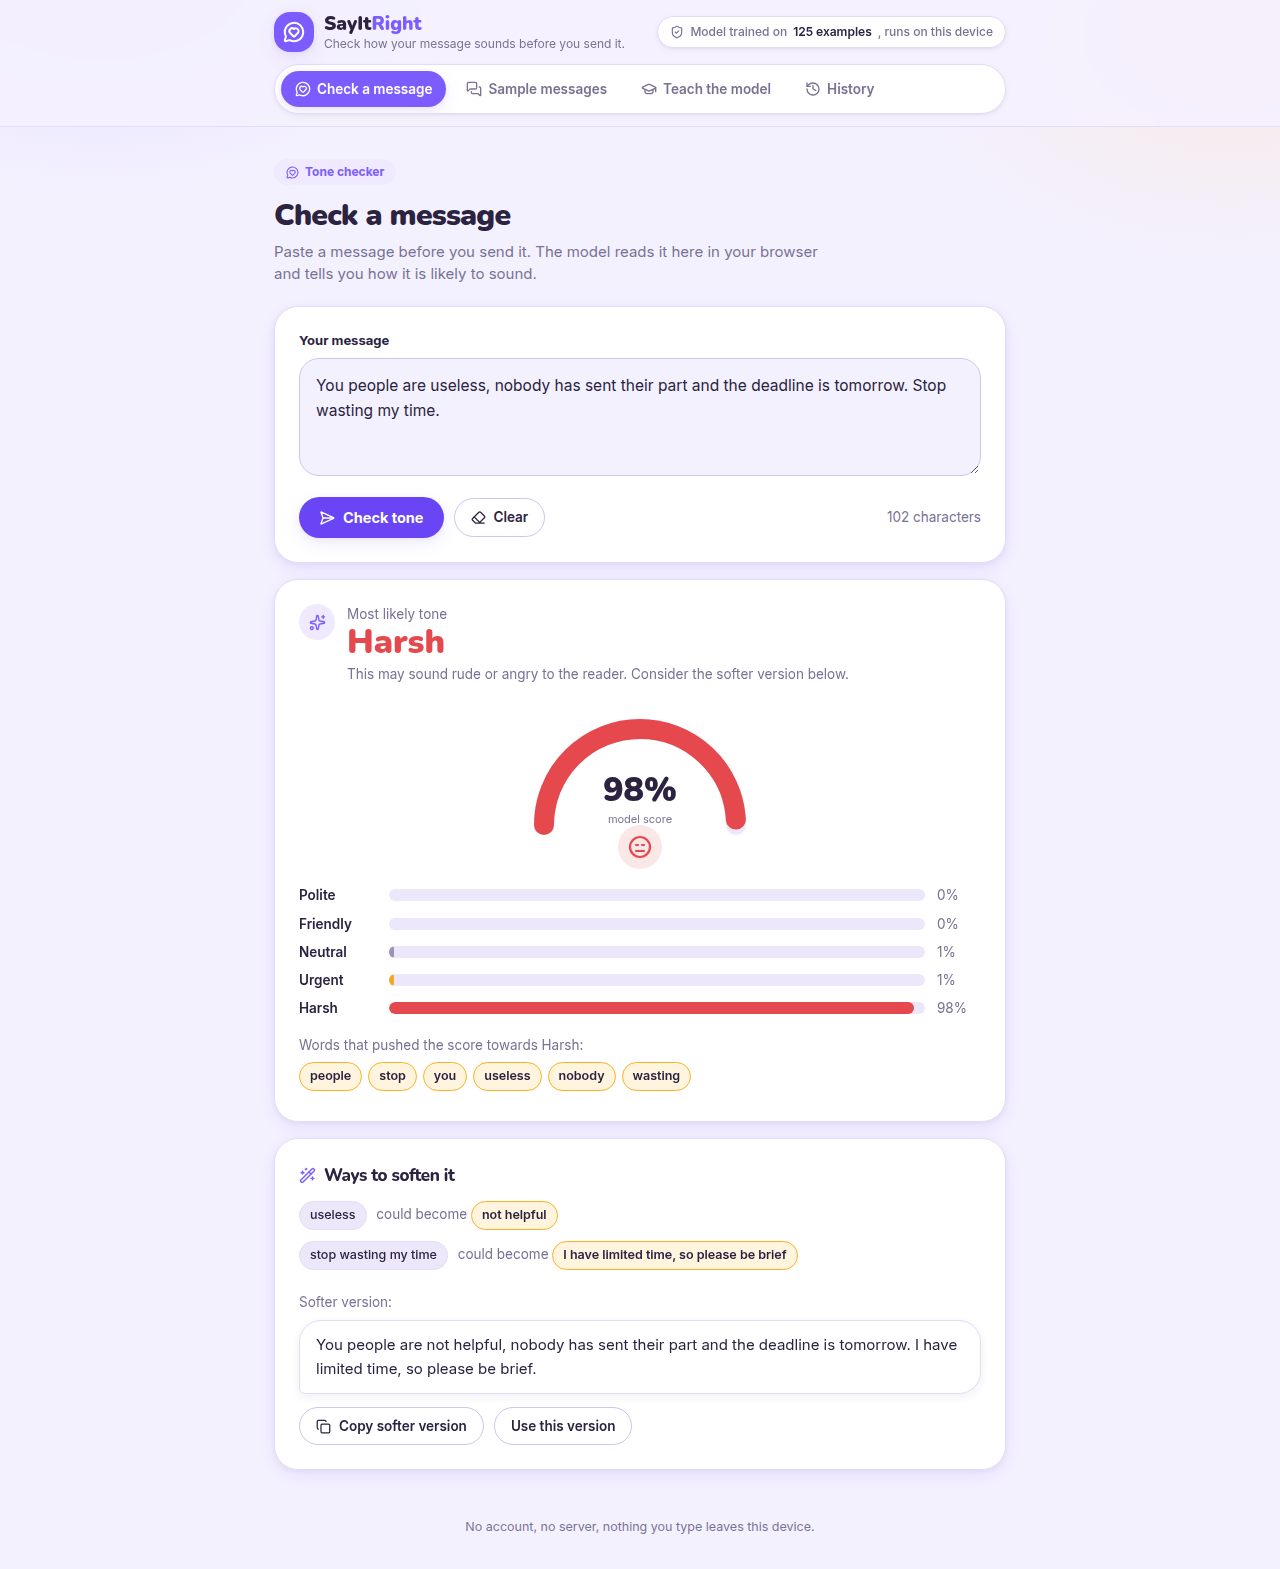 SayItRight
Check how your message sounds before you send it.
Model trained on 125 examples , runs on this device
Check a message
Sample messages
Teach the model
History
Tone checker
Check a message
Paste a message before you send it. The model reads it here in your browser
and tells you how it is likely to sound.
Your message
You people are useless, nobody has sent their part and the deadline is tomorrow. Stop
wasting my time.
Check tone
Clear
102 characters
Most likely tone
Harsh
This may sound rude or angry to the reader. Consider the softer version below.
98%
model score
Polite 0%
Friendly 0%
Neutral 1%
Urgent 1%
Harsh 98%
Words that pushed the score towards Harsh:
people stop you useless nobody wasting
Ways to soften it
useless could become not helpful
stop wasting my time could become I have limited time, so please be brief
Softer version:
You people are not helpful, nobody has sent their part and the deadline is tomorrow. I have
limited time, so please be brief.
Copy softer version
Use this version
No account, no server, nothing you type leaves this device.